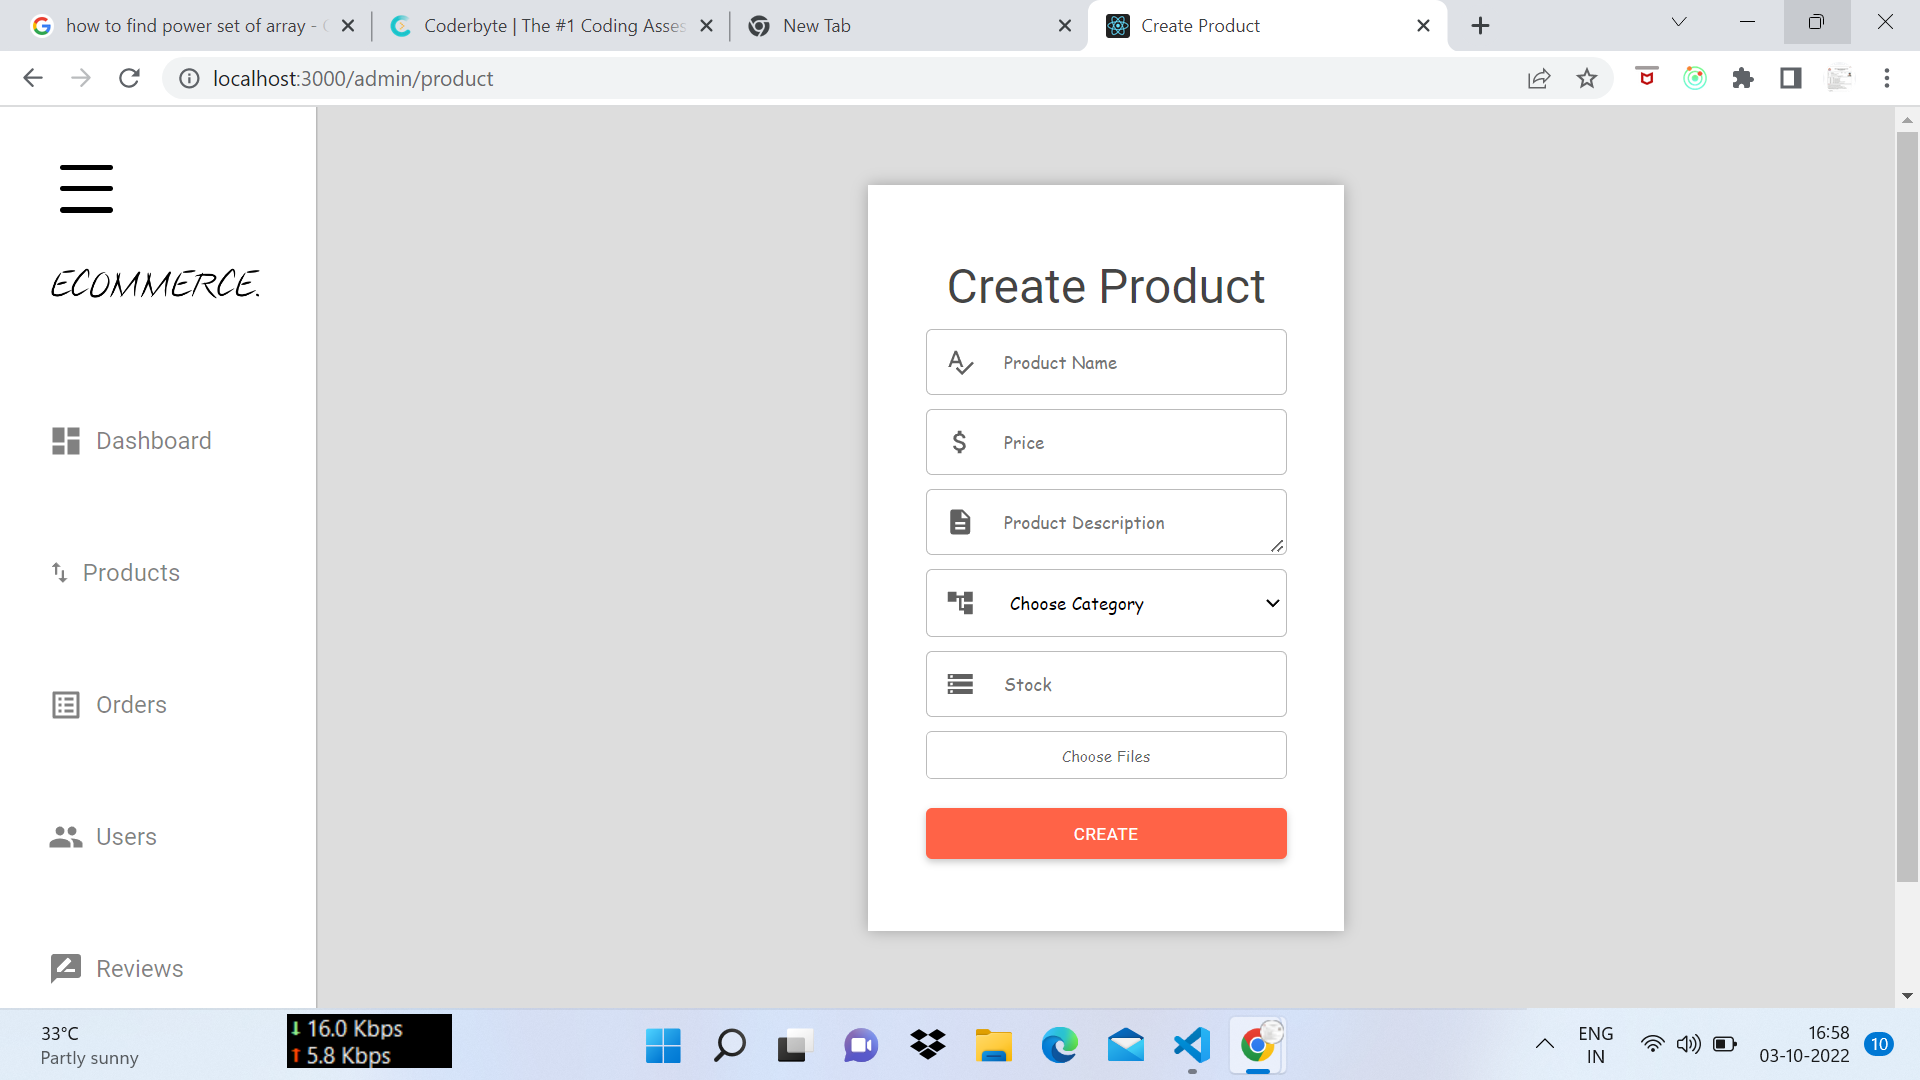 how to find power set of array -
Coderbyte | The #1 Coding Asses
New Tab
Create Product
localhost:3000/admin/product
ECOMMERCE.
Dashboard
Products
Orders
Users
Reviews
Create Product
Product Name
Price
Product Description
Choose Category
Stock
Choose Files
CREATE
33°C
Partly sunny
↓ 16.0 Kbps
↑ 5.8 Kbps
ENG
IN
16:58
03-10-2022
10